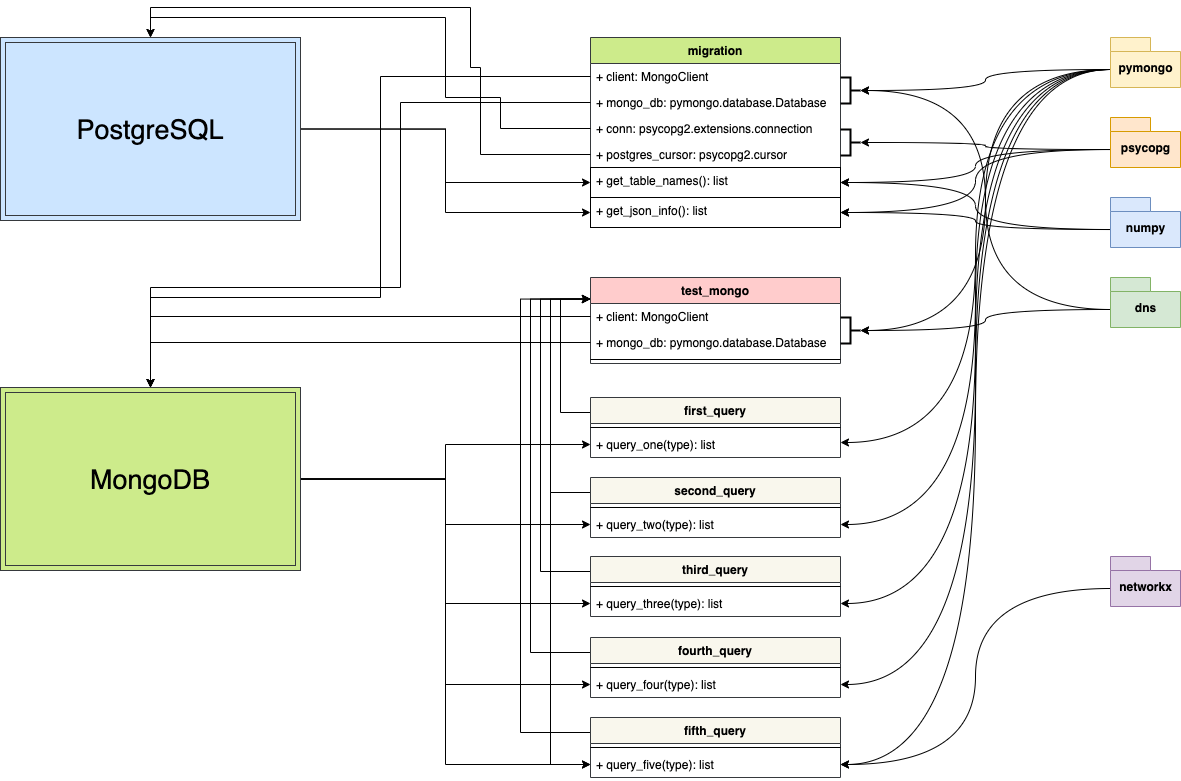 PostgreSQL
MongoDB
migration
+ client: MongoClient
+ mongo_db: pymongo.database.Database
+ conn: psycopg2.extensions.connection
+ postgres_cursor: psycopg2.cursor
+ get_table_names(): list
+ get_json_info(): list
test_mongo
+ client: MongoClient
+ mongo_db: pymongo.database.Database
first_query
+ query_one(type): list
second_query
+ query_two(type): list
third_query
+ query_three(type): list
fourth_query
+ query_four(type): list
fifth_query
+ query_five(type): list
pymongo
psycopg
numpy
dns
networkx